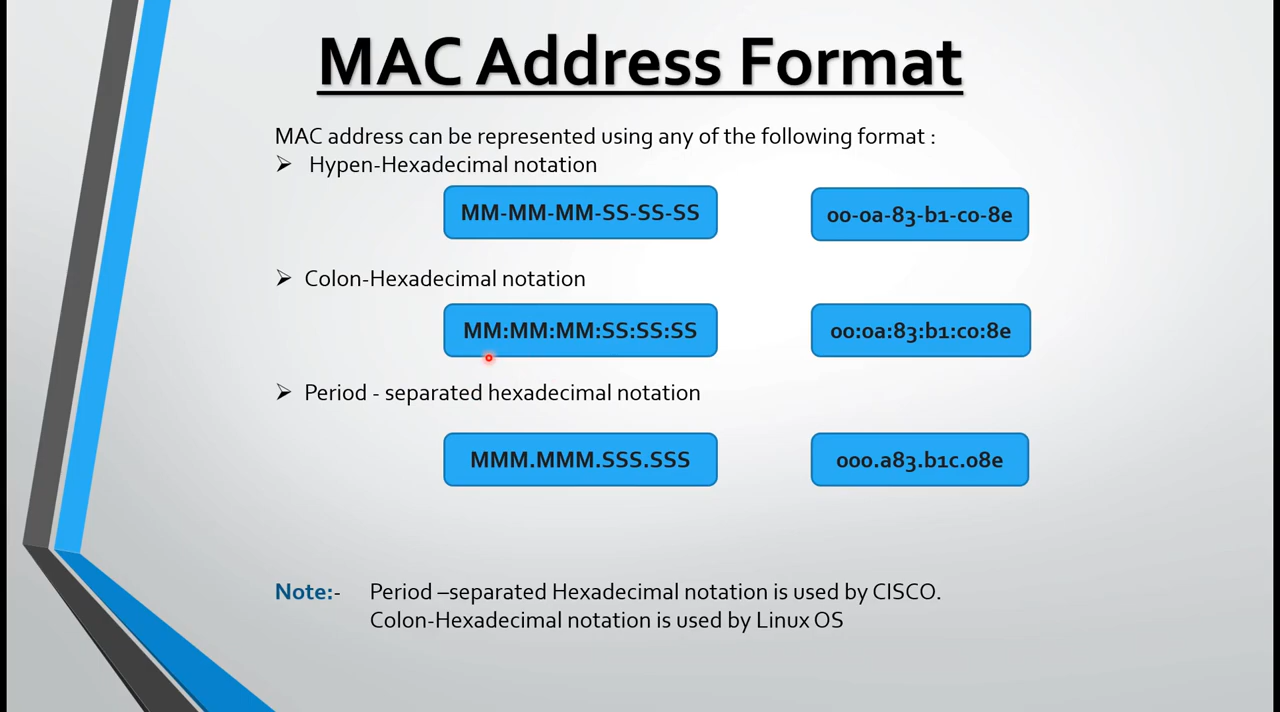 MAC Address Format
MAC address can be represented using any of the following format :
➢ Hypen-Hexadecimal notation
MM-MM-MM-SS-SS-SS 00-0a-83-b1-c0-8e
➢ Colon-Hexadecimal notation
MM:MM:MM:SS:SS:SS 00:0a:83:b1:c0:8e
➢ Period - separated hexadecimal notation
MMM.MMM.SSS.SSS 000.a83.b1c.08e
Note:- Period –separated Hexadecimal notation is used by CISCO.
Colon-Hexadecimal notation is used by Linux OS